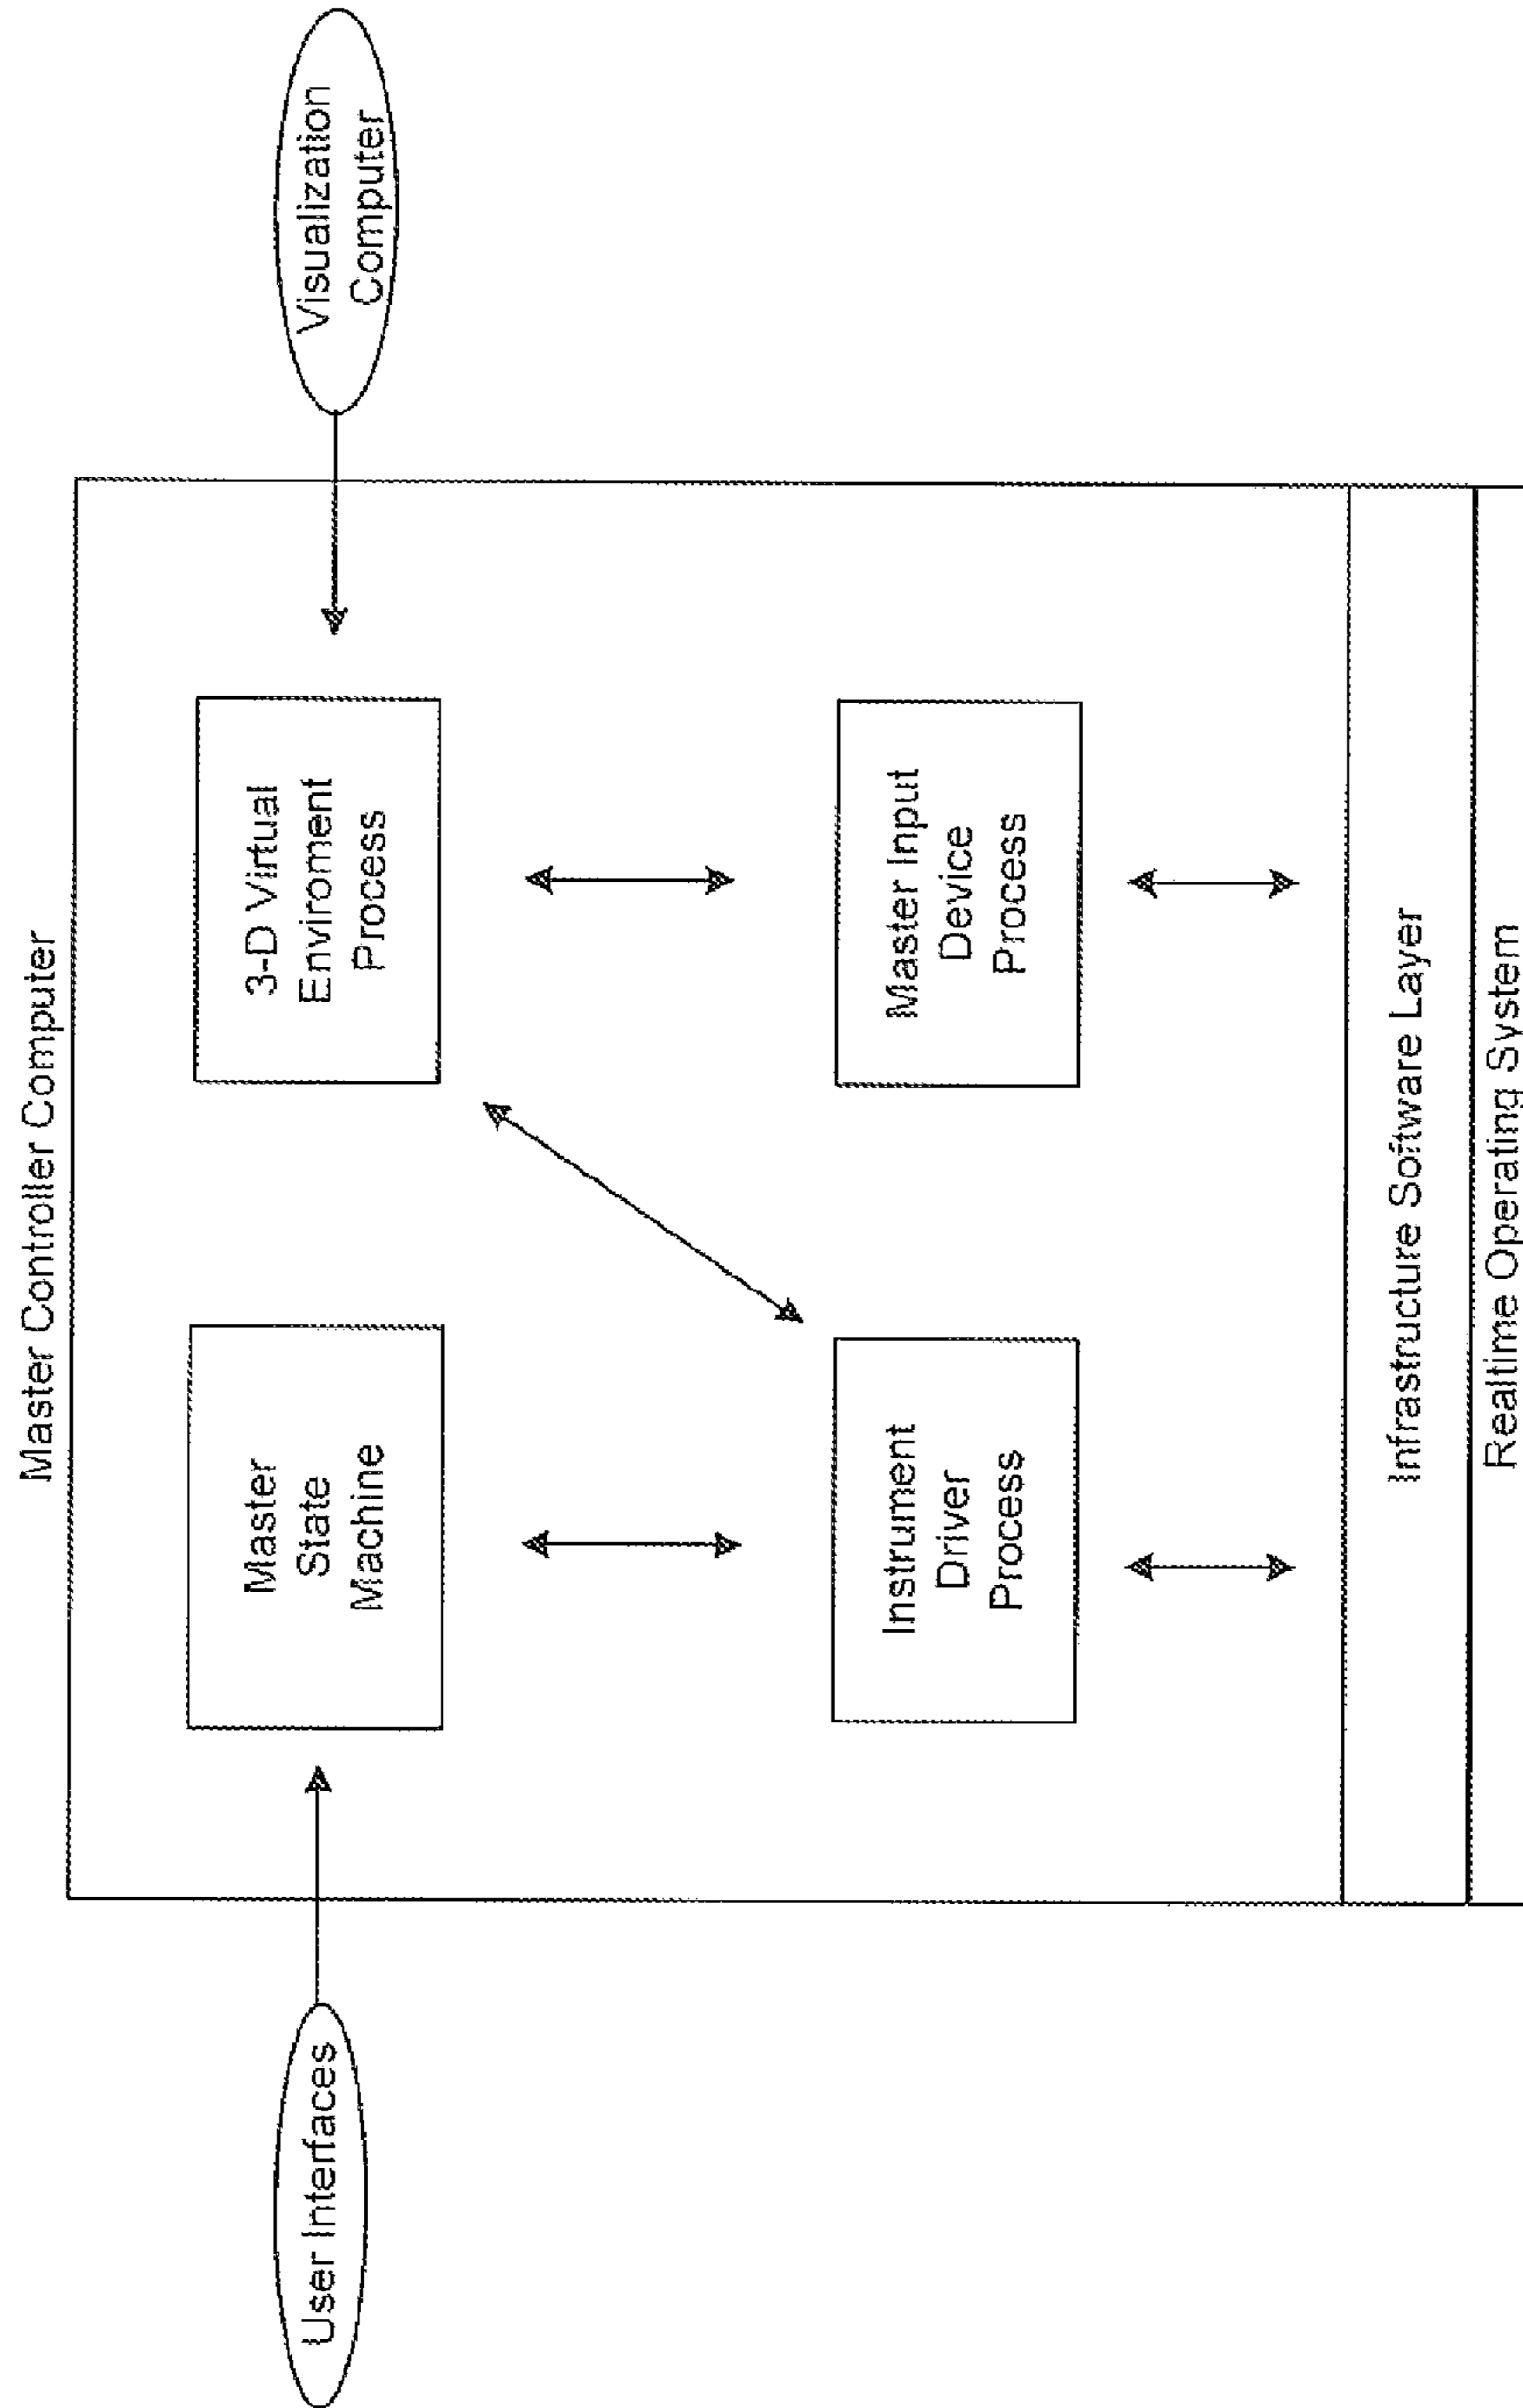 Master Controller Computer
User Interfaces
Master
State
Machine
3-D Virtual
Enviroment
Process
Visualization
Computer
Instrument
Driver
Process
Master Input
Device
Process
Infrastructure Software Layer
Realtime Operating System